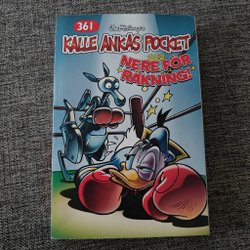 361
Walt Disney's
KALLE ANKAS POCKET
NERE FÖR
RÄKNING!